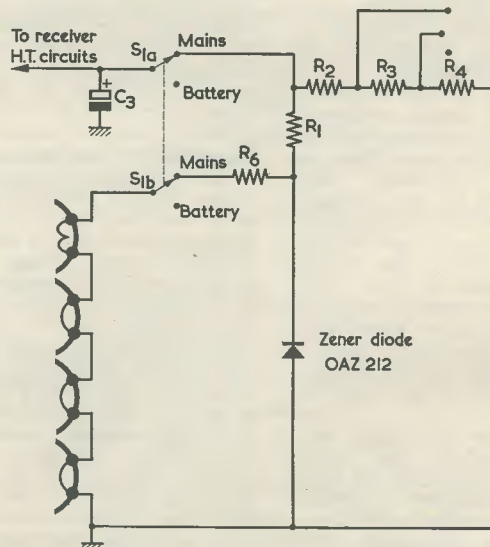 To receiver
H.T. circuits
S1a
Mains
+
C3
Battery
R2
R3
R4
R1
S1b
Mains
R6
Battery
Zener diode
OAZ 212